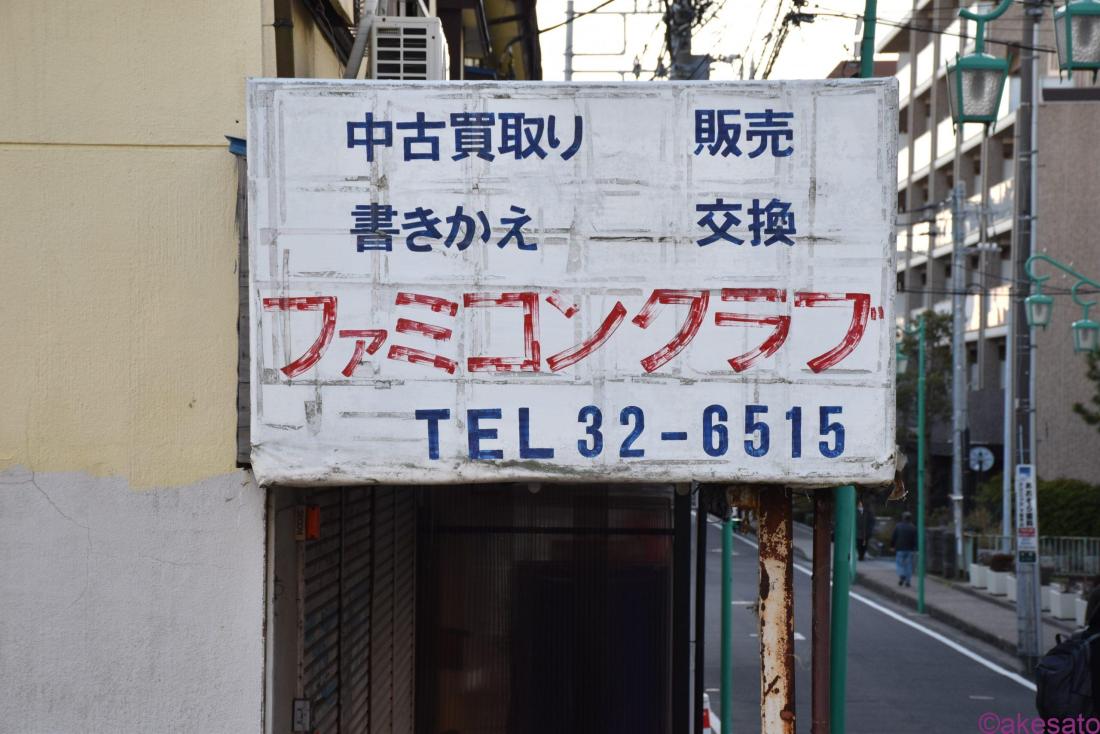 中古買取り 販売
書きかえ 交換
ファミコンクラブ
TEL 32-6515
©akesato